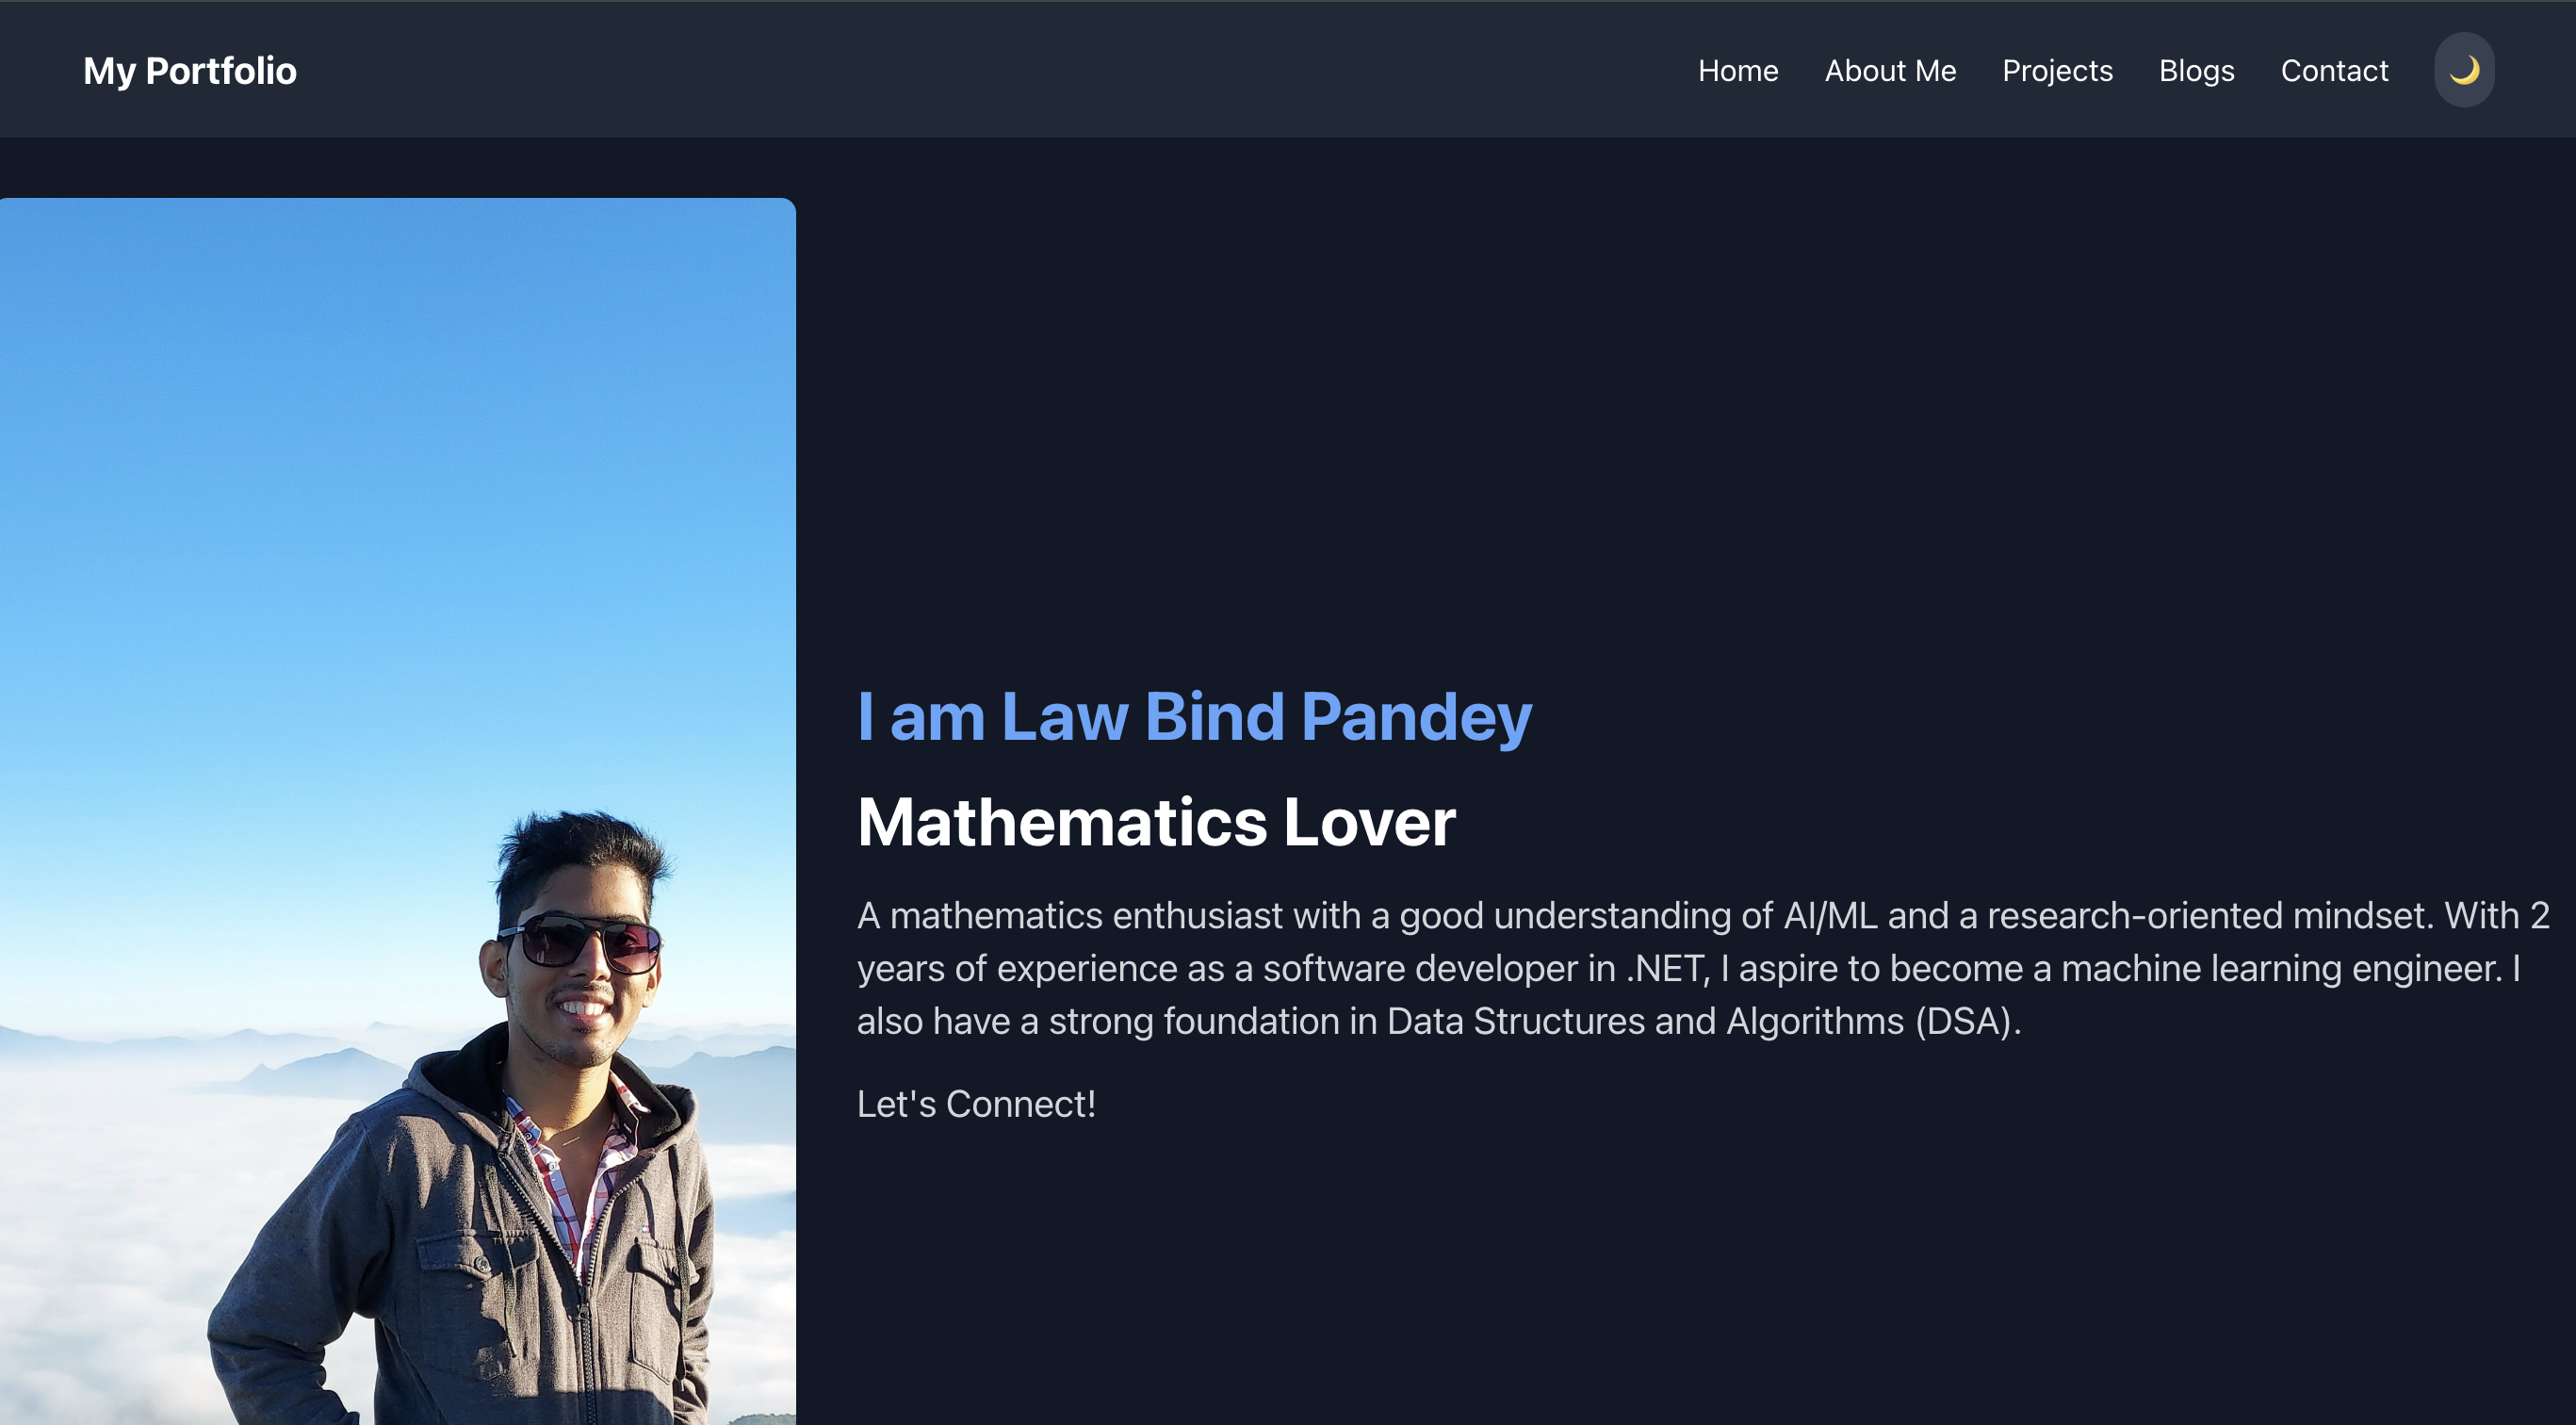 My Portfolio
Home About Me Projects Blogs Contact
I am Law Bind Pandey
Mathematics Lover
A mathematics enthusiast with a good understanding of AI/ML and a research-oriented mindset. With 2
years of experience as a software developer in .NET, I aspire to become a machine learning engineer. I
also have a strong foundation in Data Structures and Algorithms (DSA).
Let's Connect!